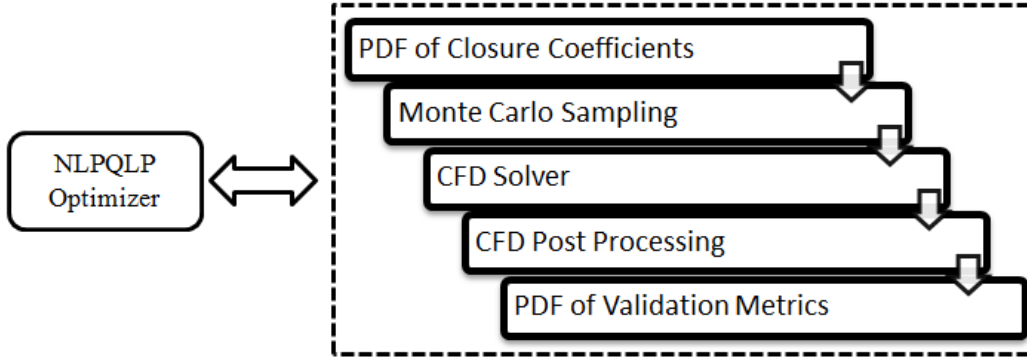 NLPQLP
Optimizer
PDF of Closure Coefficients
Monte Carlo Sampling
CFD Solver
CFD Post Processing
PDF of Validation Metrics